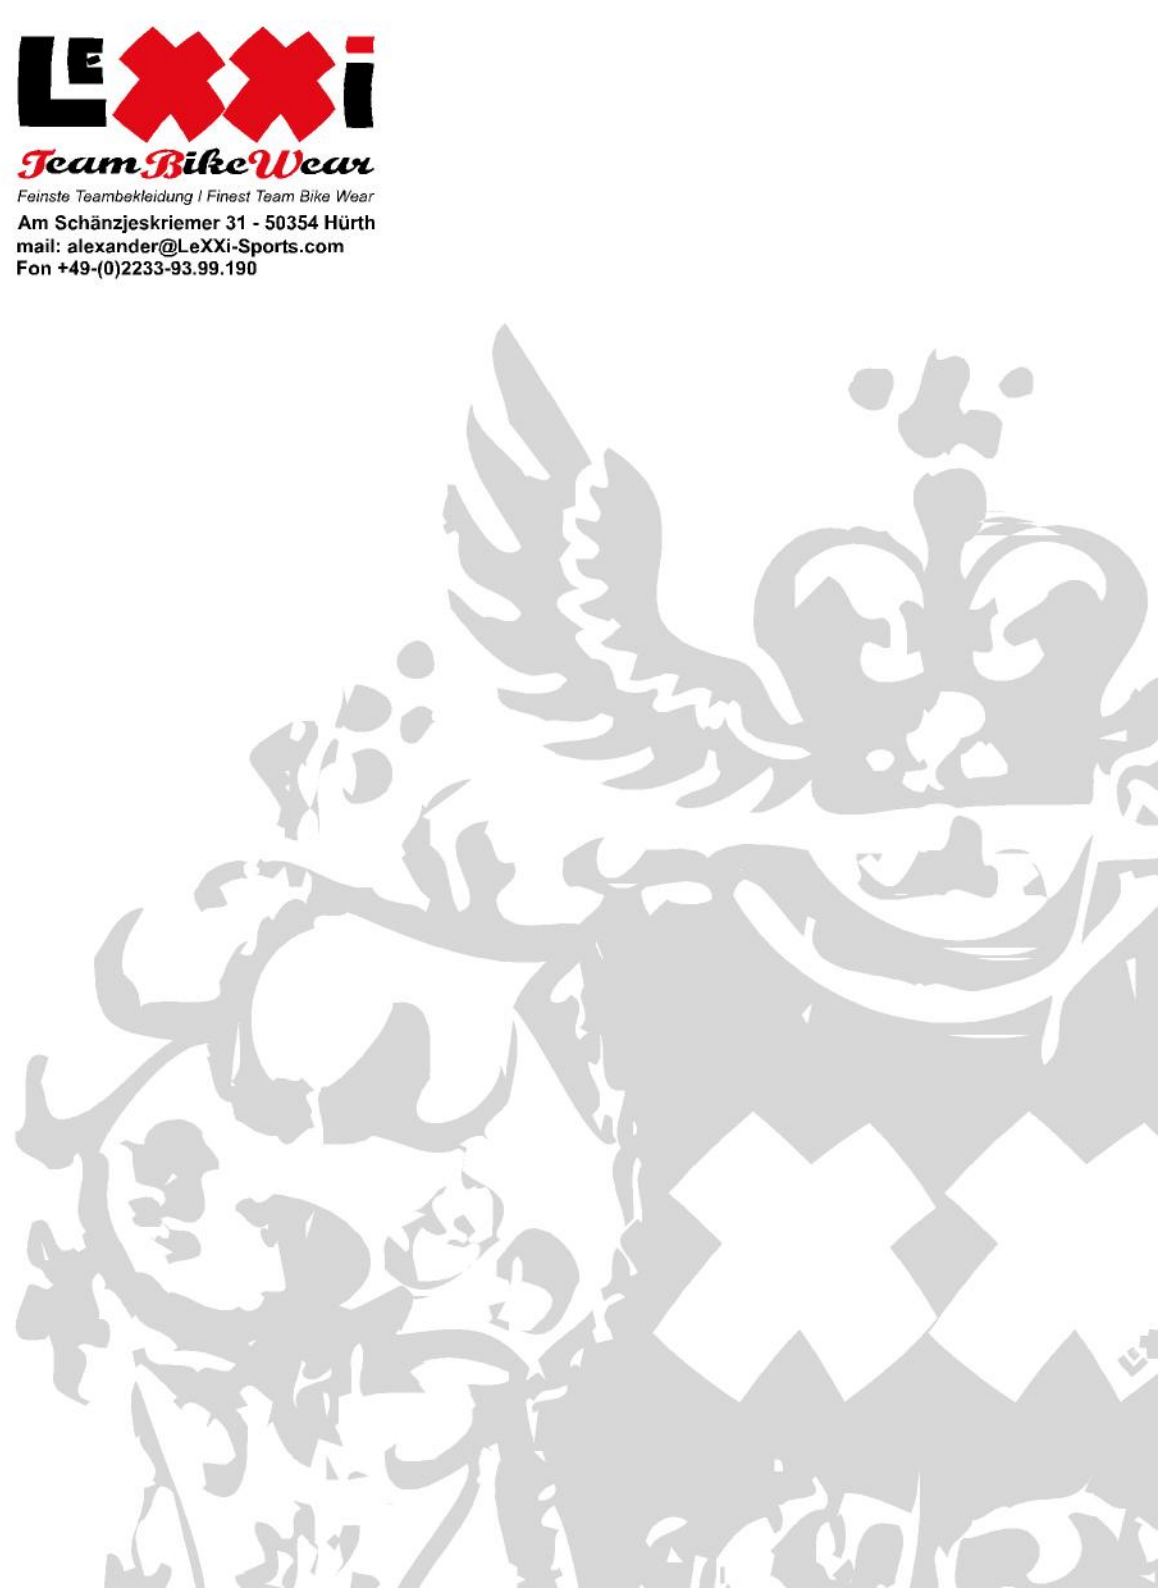 LeXXi
Team Bike Wear
Feinste Teambekleidung I Finest Team Bike Wear
Am Schänzjeskriemer 31 - 50354 Hürth
mail: alexander@LeXXi-Sports.com
Fon +49-(0)2233-93.99.190